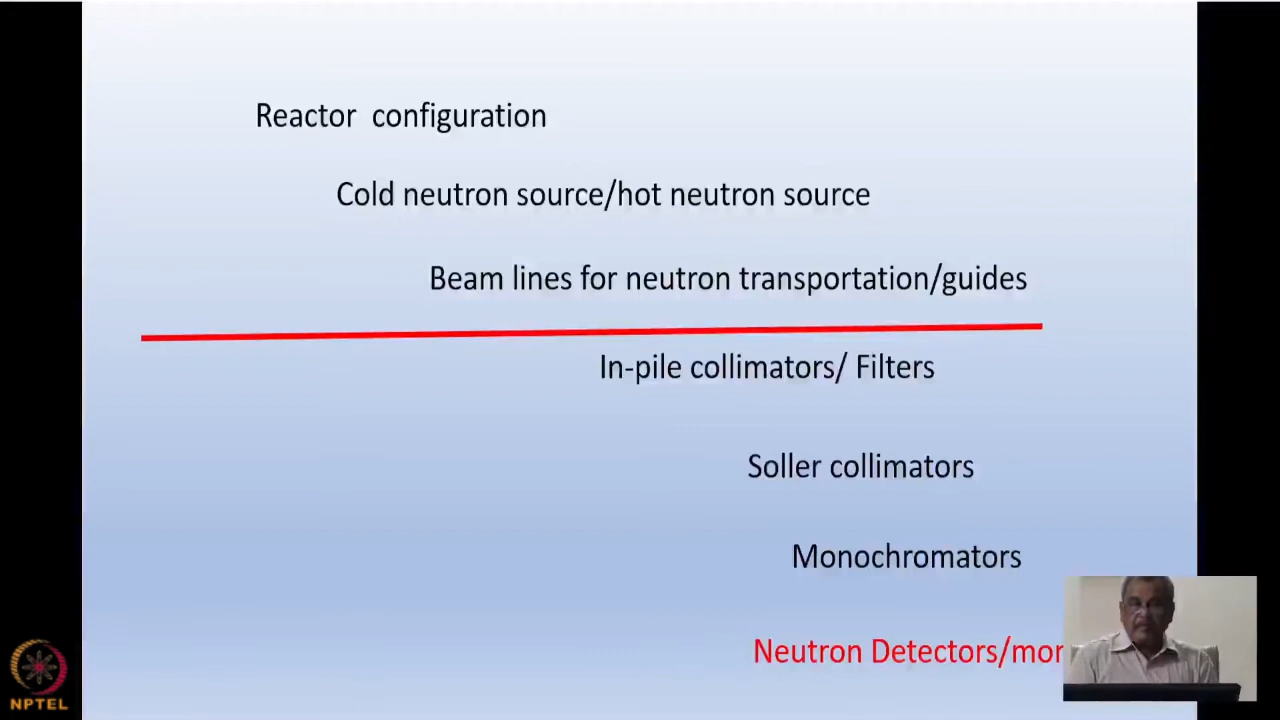 Reactor configuration
Cold neutron source/hot neutron source
Beam lines for neutron transportation/guides
In-pile collimators/ Filters
Soller collimators
Monochromators
Neutron Detectors/
NPTEL